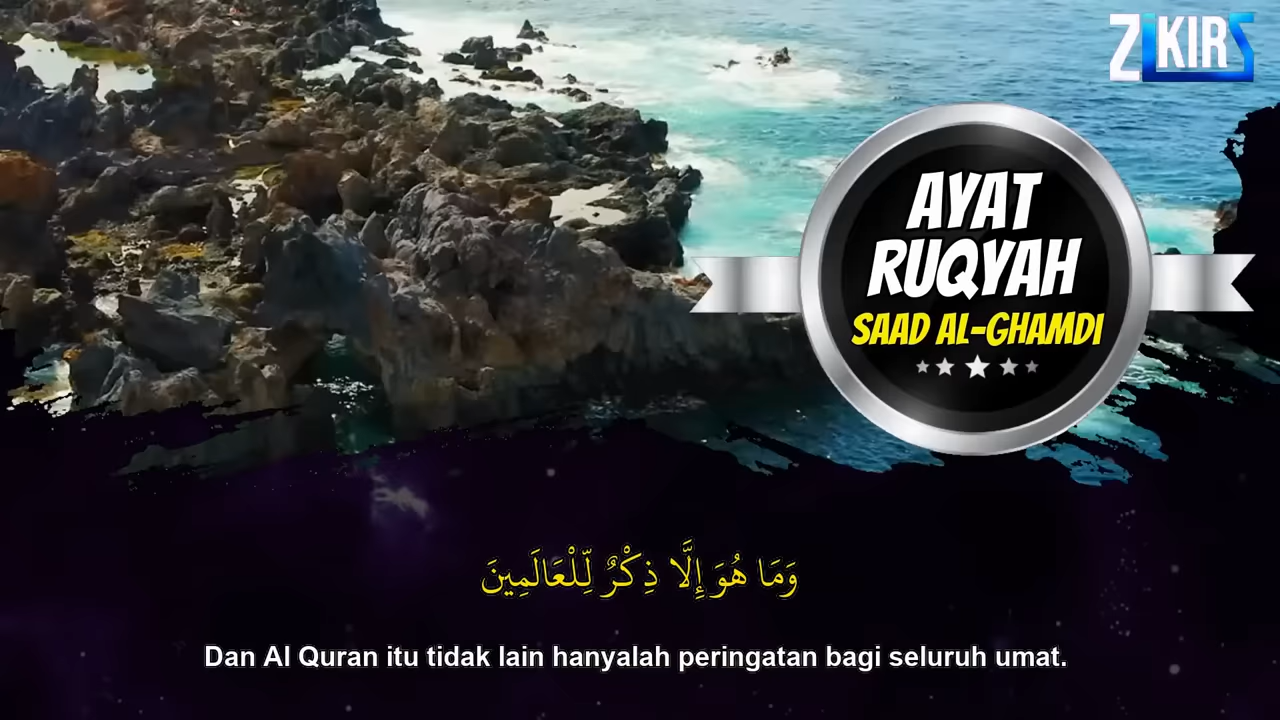 ZIKIRS
AYAT
RUQYAH
SAAD AL-GHAMDI
وَمَا هُوَ إِلَّا ذِكْرٌ لِّلْعَالَمِينَ
Dan Al Quran itu tidak lain hanyalah peringatan bagi seluruh umat.